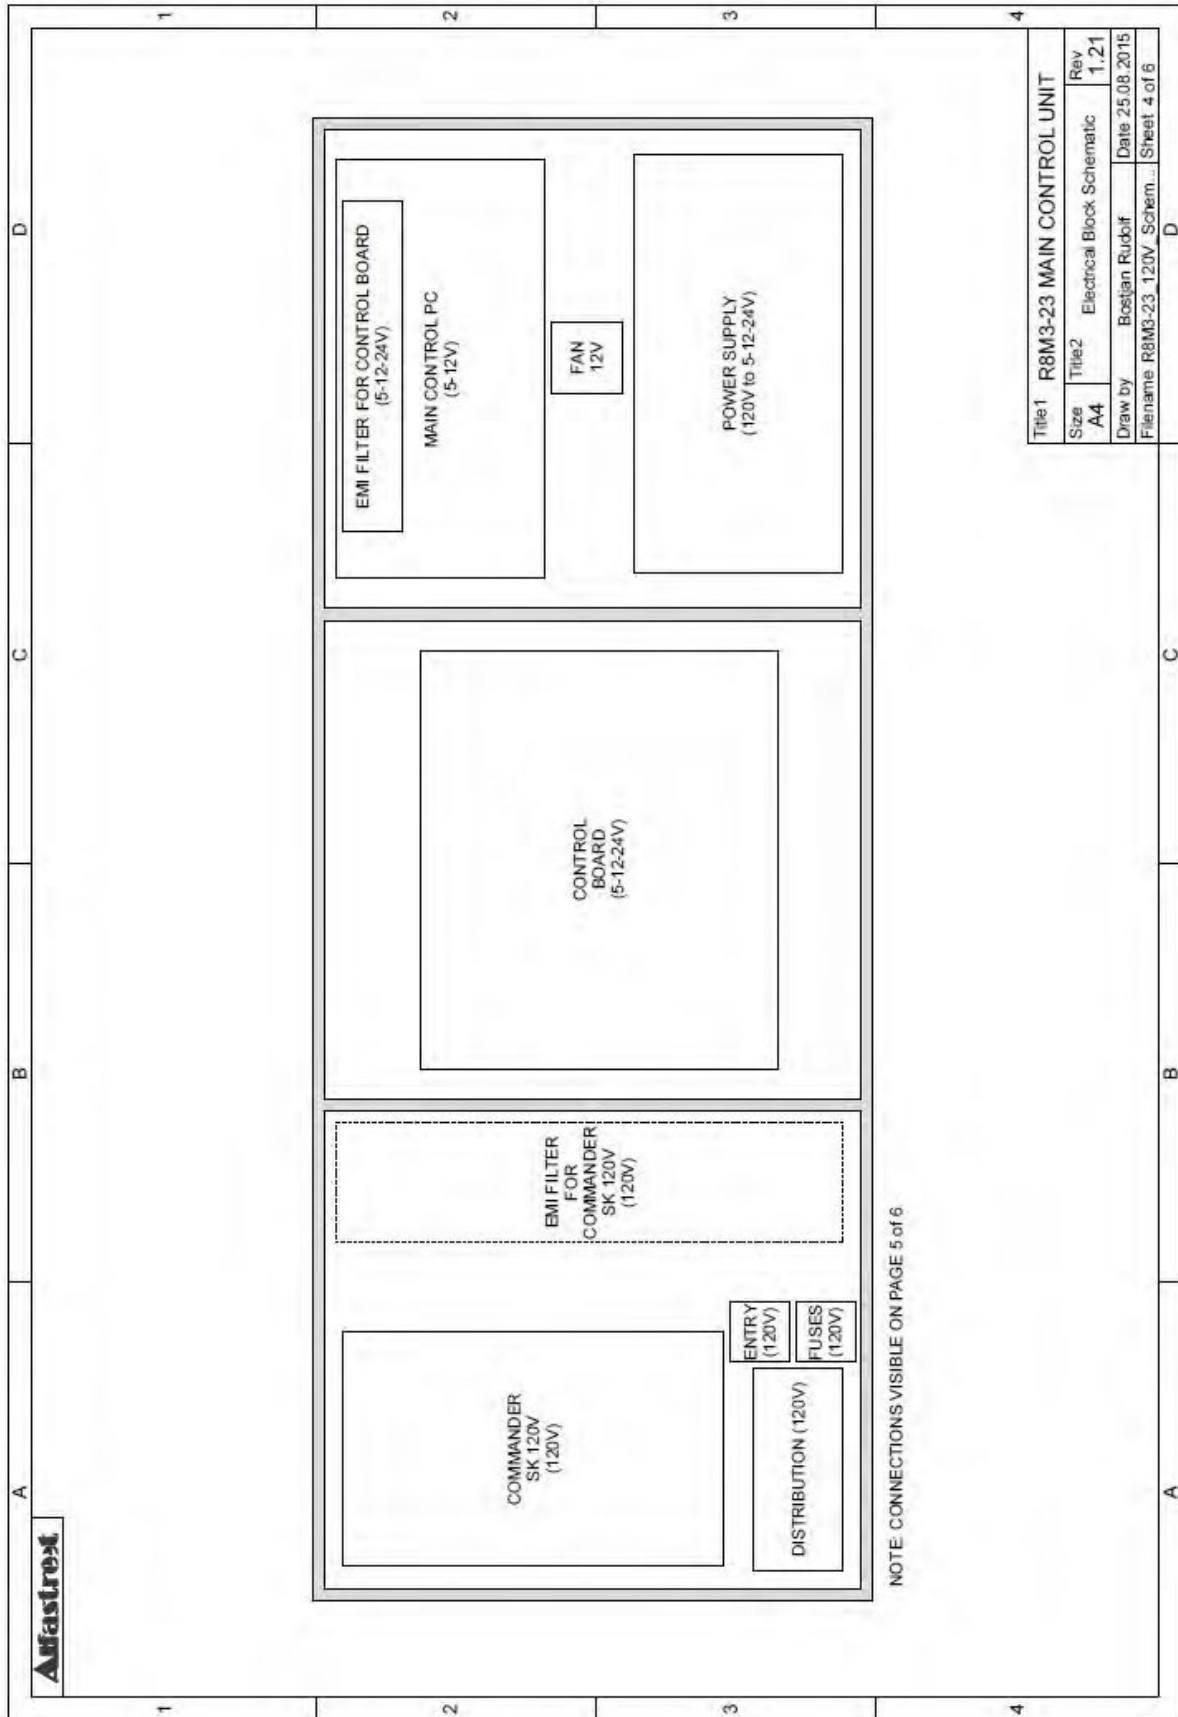 Alfastreet
A
B
C
D
1
2
3
4
1
2
3
4
COMMANDER
SK 120V
(120V)
ENTRY
(120V)
FUSES
(120V)
DISTRIBUTION (120V)
EMI FILTER
FOR
COMMANDER
SK 120V
(120V)
CONTROL
BOARD
(5-12-24V)
EMI FILTER FOR CONTROL BOARD
(5-12-24V)
MAIN CONTROL PC
(5-12V)
FAN
12V
POWER SUPPLY
(120V to 5-12-24V)
NOTE: CONNECTIONS VISIBLE ON PAGE 5 of 6
Title1 R8M3-23 MAIN CONTROL UNIT
Size A4 Title2 Electrical Block Schematic Rev 1.21
Draw by Bostjan Rudolf Date 25.08.2015
Filename R8M3-23_120V_Schem... Sheet 4 of 6
A
B
C
D